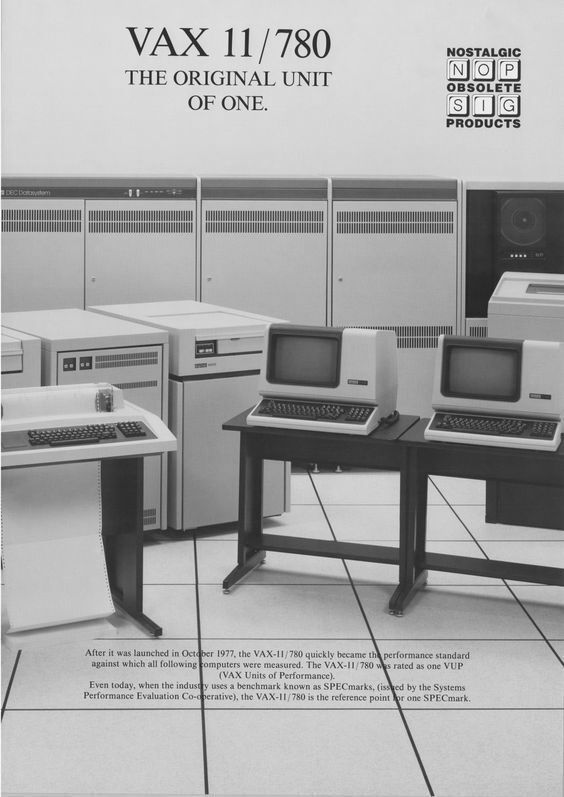 VAX 11/780
THE ORIGINAL UNIT
OF ONE.
NOSTALGIC
NOP
OBSOLETE
SIG
PRODUCTS
DEC Datasystem
After it was launched in October 1977, the VAX-11/780 quickly became the performance standard
against which all following computers were measured. The VAX-11/780 was rated as one VUP
(VAX Units of Performance).
Even today, when the industry uses a benchmark known as SPECmarks, (issued by the Systems
Performance Evaluation Co-operative), the VAX-11/780 is the reference point for one SPECmark.